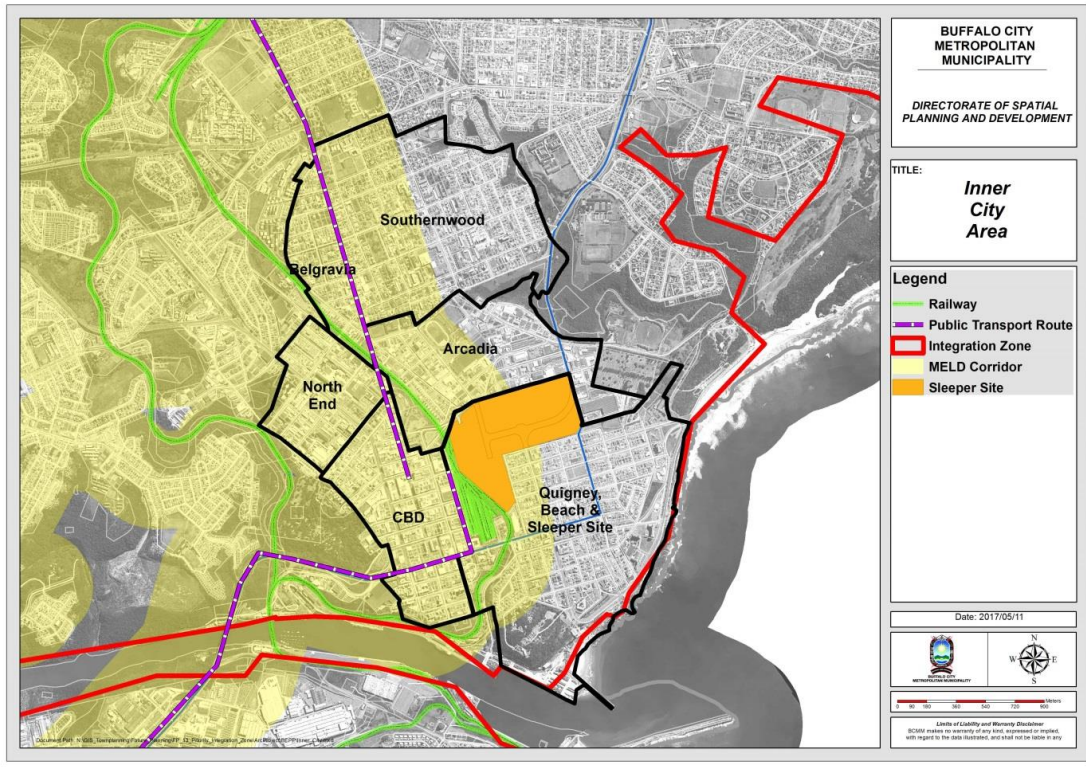 BUFFALO CITY
METROPOLITAN
MUNICIPALITY
DIRECTORATE OF SPATIAL
PLANNING AND DEVELOPMENT
TITLE:
Inner
City
Area
Legend
Railway
Public Transport Route
Integration Zone
MELD Corridor
Sleeper Site
Southernwood
Belgravia
Arcadia
North
End
CBD
Quigney,
Beach &
Sleeper Site
Date: 2017/05/11
BUFFALO CITY
METROPOLITAN MUNICIPALITY
N
W E
S
Meters
0 90 180 360 540 720 900
Limits of Liability and Warranty Disclaimer
BCMM makes no warranty of any kind, expressed or implied,
with regard to the data illustrated, and shall not be liable in any
Document Path: